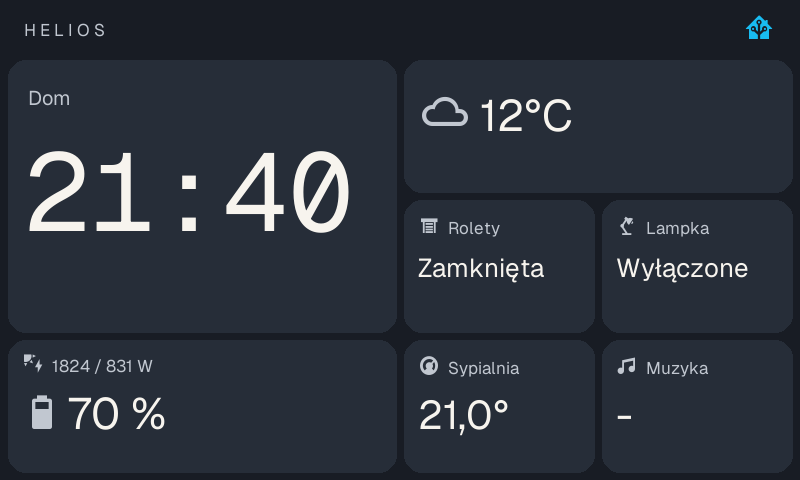 HELIOS
Dom
21:40
12°C
Rolety
Zamknięta
Lampka
Wyłączone
1824 / 831 W
70 %
Sypialnia
21,0°
Muzyka
-